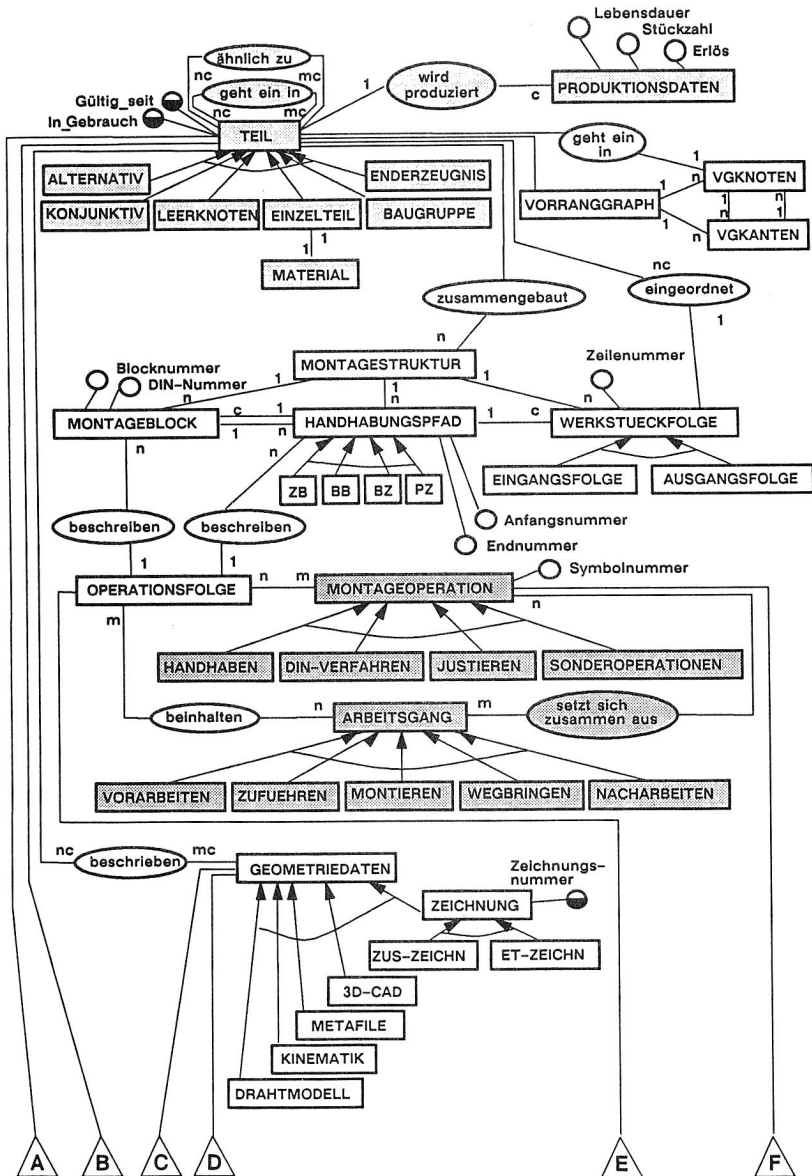 Lebensdauer
Stückzahl
Erlös
ähnlich zu
nc
mc
geht ein in
nc
mc
1
wird
produziert
c
PRODUKTIONSDATEN
Gültig_seit
In_Gebrauch
TEIL
geht ein
in
1
n
VGKNOTEN
ALTERNATIV
ENDERZEUGNIS
1
n
1
n
KONJUNKTIV
LEERKNOTEN
EINZELTEIL
BAUGRUPPE
VORRANGGRAPH
1
n
VGKANTEN
1
1
MATERIAL
nc
zusammengebaut
eingeordnet
1
n
MONTAGESTRUKTUR
Zeilennummer
Blocknummer
DIN-Nummer
n
1
1
n
1
n
MONTAGEBLOCK
c
1
1
n
HANDHABUNGSPFAD
1
c
WERKSTUECKFOLGE
n
n
ZB
BB
BZ
PZ
EINGANGSFOLGE
AUSGANGSFOLGE
beschreiben
beschreiben
Anfangsnummer
Endnummer
1
1
Symbolnummer
OPERATIONSFOLGE
n
m
MONTAGEOPERATION
m
n
HANDHABEN
DIN-VERFAHREN
JUSTIEREN
SONDEROPERATIONEN
beinhalten
n
ARBEITSGANG
m
setzt sich
zusammen aus
VORARBEITEN
ZUFUEHREN
MONTIEREN
WEGBRINGEN
NACHARBEITEN
nc
beschrieben
mc
GEOMETRIEDATEN
Zeichnungs-
nummer
ZEICHNUNG
ZUS-ZEICHN
ET-ZEICHN
3D-CAD
METAFILE
KINEMATIK
DRAHTMODELL
A
B
C
D
E
F